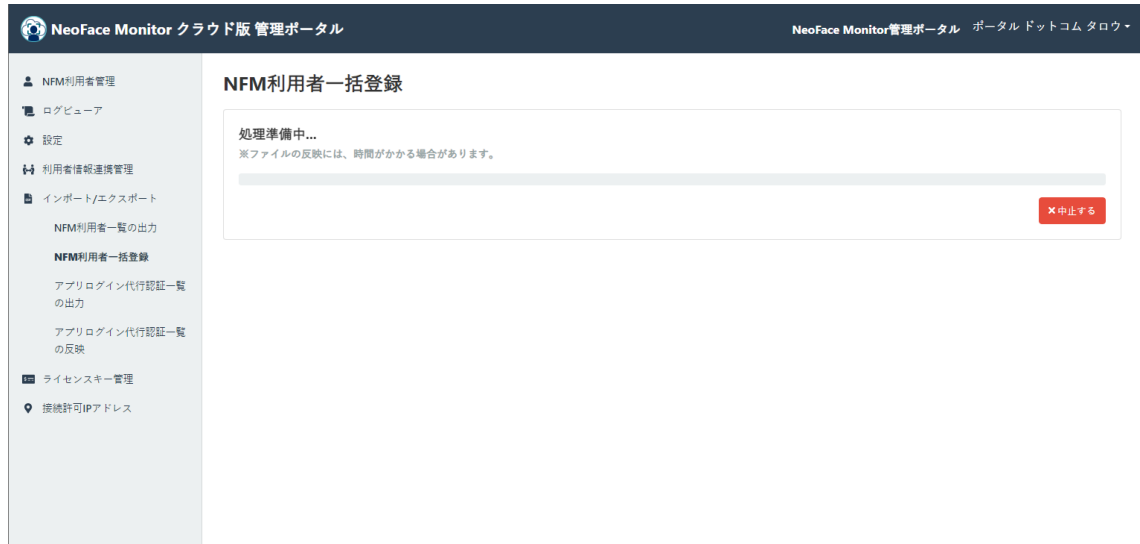 NeoFace Monitor クラウド版 管理ポータル
NeoFace Monitor管理ポータル ポータル ドットコム タロウ
NFM利用者管理
ログビューア
設定
利用者情報連携管理
インポート/エクスポート
NFM利用者一覧の出力
NFM利用者一括登録
アプリログイン代行認証一覧
の出力
アプリログイン代行認証一覧
の反映
ライセンスキー管理
接続許可IPアドレス
NFM利用者一括登録
処理準備中...
※ファイルの反映には、時間がかかる場合があります。
×中止する